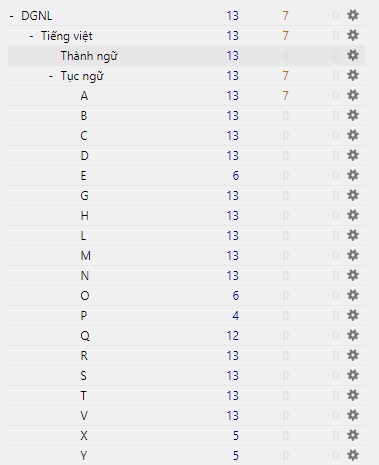 - DGNL 13 7 0
- Tiếng việt 13 7 0
Thành ngữ 13 0 0
- Tục ngữ 13 7 0
A 13 7 0
B 13 0 0
C 13 0 0
D 13 0 0
E 6 0 0
G 13 0 0
H 13 0 0
L 13 0 0
M 13 0 0
N 13 0 0
O 6 0 0
P 4 0 0
Q 12 0 0
R 13 0 0
S 13 0 0
T 13 0 0
V 13 0 0
X 5 0 0
Y 5 0 0